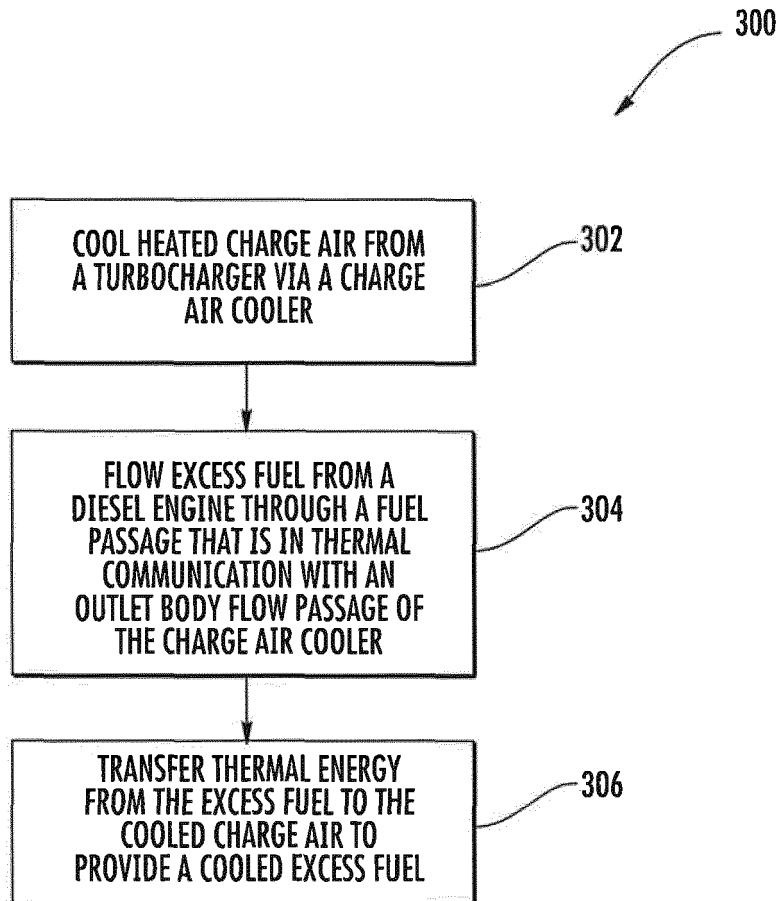 300
COOL HEATED CHARGE AIR FROM
A TURBOCHARGER VIA A CHARGE
AIR COOLER
302
FLOW EXCESS FUEL FROM A
DIESEL ENGINE THROUGH A FUEL
PASSAGE THAT IS IN THERMAL
COMMUNICATION WITH AN
OUTLET BODY FLOW PASSAGE OF
THE CHARGE AIR COOLER
304
TRANSFER THERMAL ENERGY
FROM THE EXCESS FUEL TO THE
COOLED CHARGE AIR TO
PROVIDE A COOLED EXCESS FUEL
306